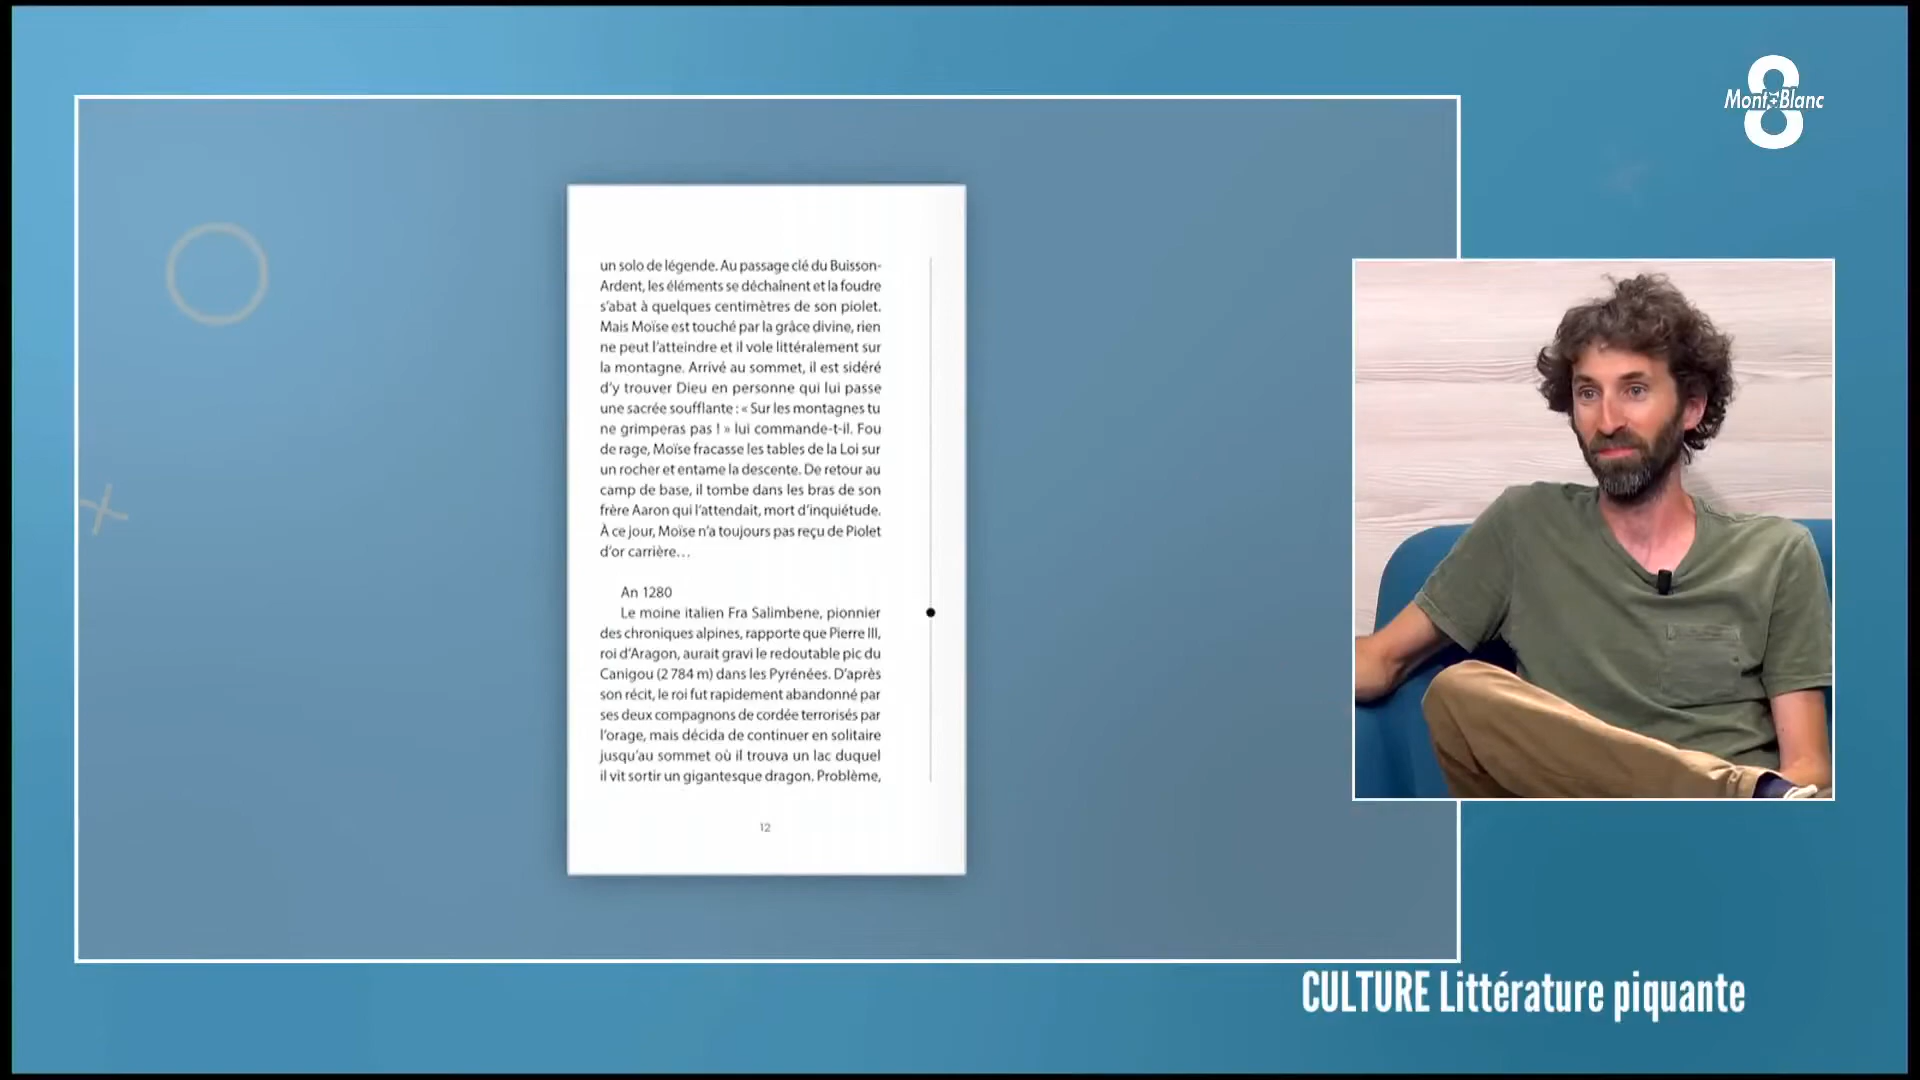 8
Mont Blanc
un solo de légende. Au passage clé du Buisson-
Ardent, les éléments se déchaînent et la foudre
s'abat à quelques centimètres de son piolet.
Mais Moïse est touché par la grâce divine, rien
ne peut l'atteindre et il vole littéralement sur
la montagne. Arrivé au sommet, il est sidéré
d'y trouver Dieu en personne qui lui passe
une sacrée soufflante : « Sur les montagnes tu
ne grimperas pas ! » lui commande-t-il. Fou
de rage, Moïse fracasse les tables de la Loi sur
un rocher et entame la descente. De retour au
camp de base, il tombe dans les bras de son
frère Aaron qui l'attendait, mort d'inquiétude.
À ce jour, Moïse n'a toujours pas reçu de Piolet
d'or carrière…
An 1280
Le moine italien Fra Salimbene, pionnier
des chroniques alpines, rapporte que Pierre III,
roi d'Aragon, aurait gravi le redoutable pic du
Canigou (2 784 m) dans les Pyrénées. D'après
son récit, le roi fut rapidement abandonné par
ses deux compagnons de cordée terrorisés par
l'orage, mais décida de continuer en solitaire
jusqu'au sommet où il trouva un lac duquel
il vit sortir un gigantesque dragon. Problème,
12
CULTURE Littérature piquante